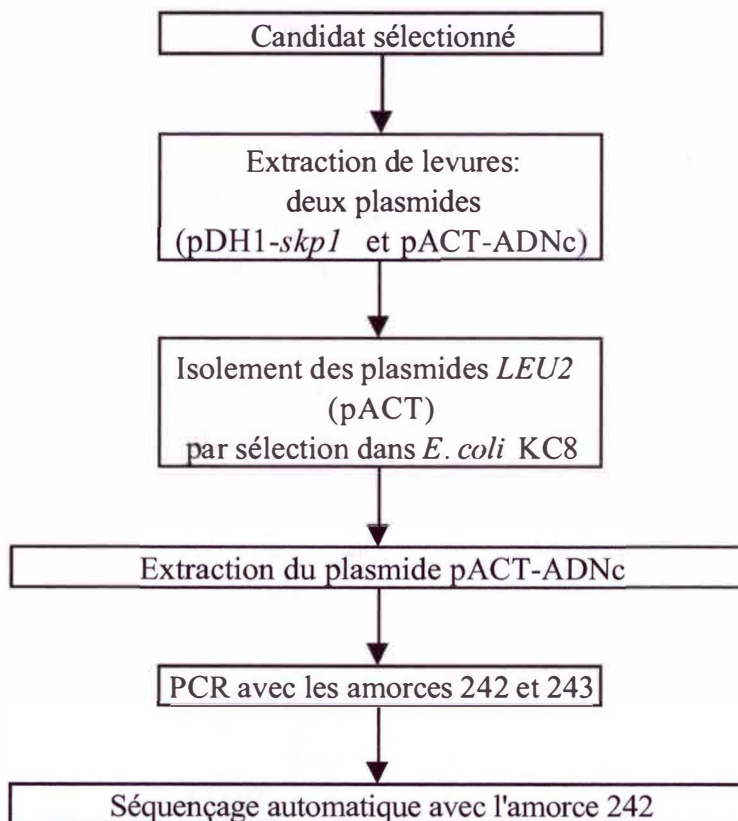 Candidat sélectionné
Extraction de levures:
deux plasmides
(pDH1-skp1 et pACT-ADNc)
Isolement des plasmides LEU2
(pACT)
par sélection dans E. coli KC8
Extraction du plasmide pACT-ADNc
PCR avec les amorces 242 et 243
Séquençage automatique avec l'amorce 242